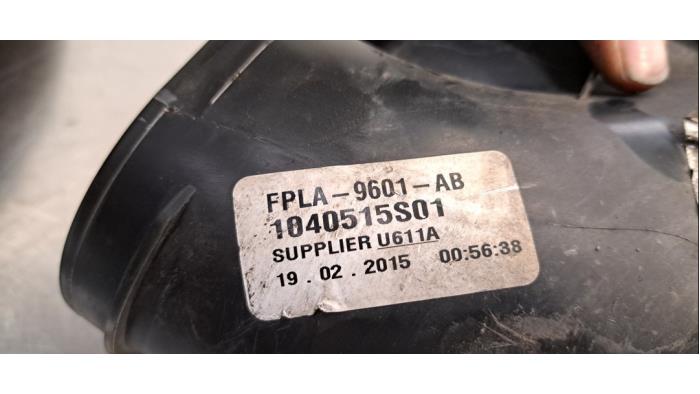 FPLA-9601-AB
1040515S01
SUPPLIER U611A
19.02.2015 00:56:38